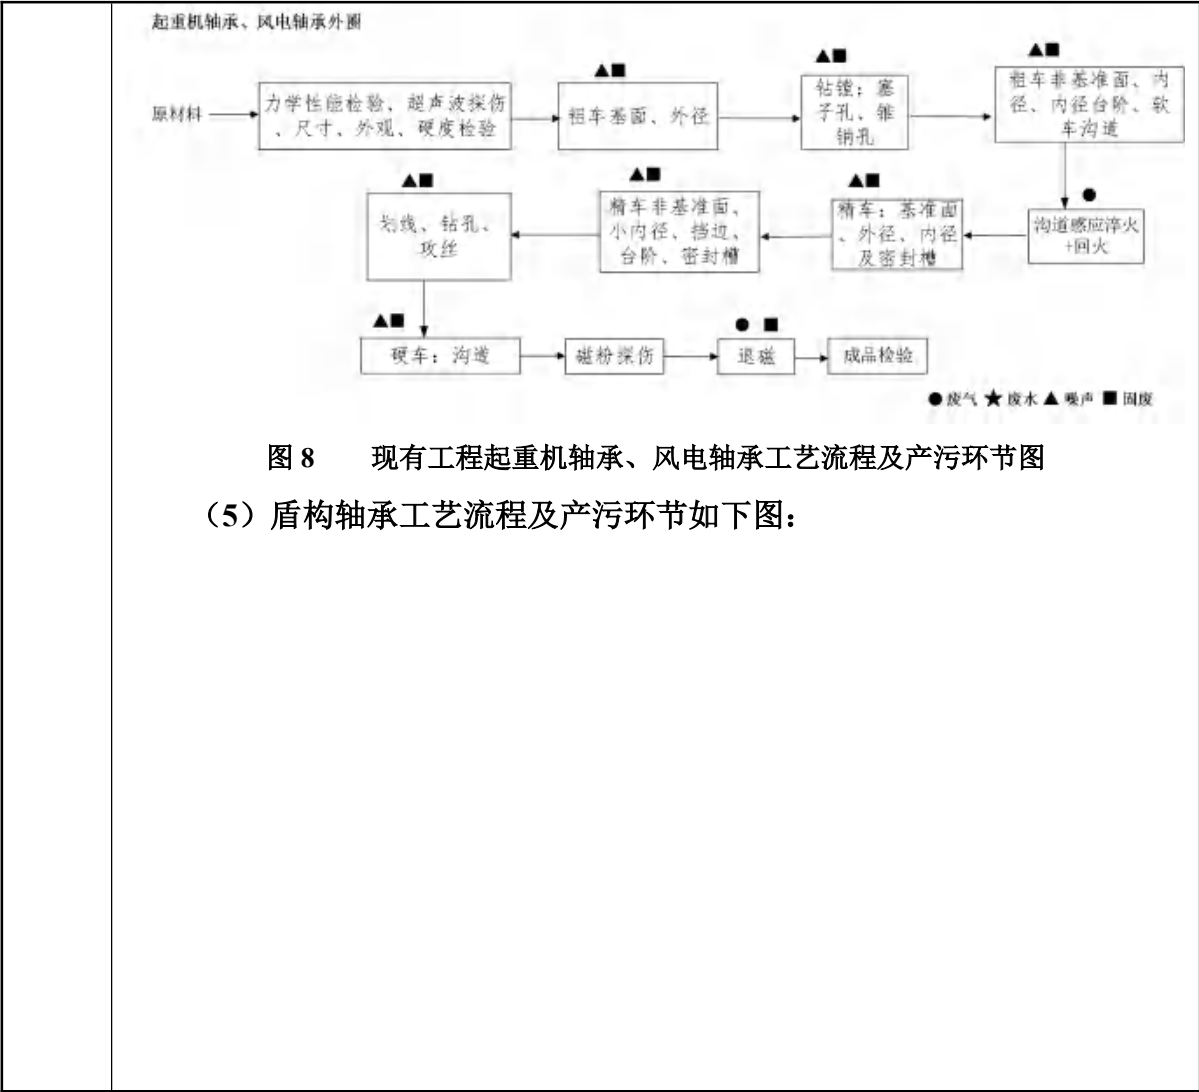 起重机轴承、风电轴承外圈
原材料
力学性能检验、超声波探伤
、尺寸、外观、硬度检验
粗车基面、外径
钻镗：塞
子孔、锥
销孔
粗车非基准面、内
径、内径台阶、软
车沟道
沟道感应淬火
+回火
精车：基准面
、外径、内径
及密封槽
精车非基准面、
小内径、挡边、
台阶、密封槽
划线、钻孔、
攻丝
硬车：沟道
磁粉探伤
退磁
成品检验
●废气 ★废水 ▲噪声 ■固废
图 8 现有工程起重机轴承、风电轴承工艺流程及产污环节图
（5）盾构轴承工艺流程及产污环节如下图：